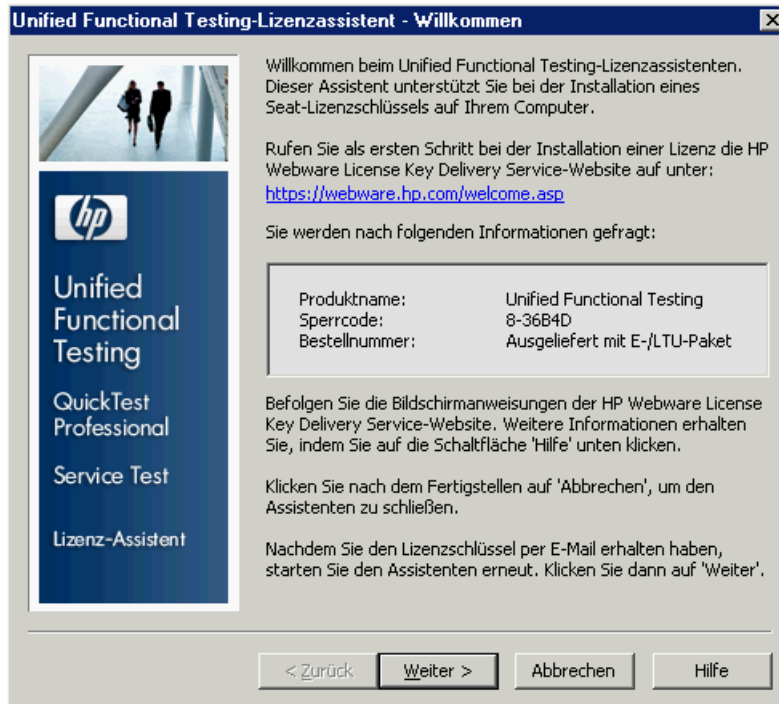 Unified Functional Testing-Lizenzassistent - Willkommen
hp
Unified
Functional
Testing
QuickTest
Professional
Service Test
Lizenz-Assistent
Willkommen beim Unified Functional Testing-Lizenzassistenten.
Dieser Assistent unterstützt Sie bei der Installation eines
Seat-Lizenzschlüssels auf Ihrem Computer.
Rufen Sie als ersten Schritt bei der Installation einer Lizenz die HP
Webware License Key Delivery Service-Website auf unter:
https://webware.hp.com/welcome.asp
Sie werden nach folgenden Informationen gefragt:
Produktname: Unified Functional Testing
Sperrcode: 8-36B4D
Bestellnummer: Ausgeliefert mit E-/LTU-Paket
Befolgen Sie die Bildschirmanweisungen der HP Webware License
Key Delivery Service-Website. Weitere Informationen erhalten
Sie, indem Sie auf die Schaltfläche 'Hilfe' unten klicken.
Klicken Sie nach dem Fertigstellen auf 'Abbrechen', um den
Assistenten zu schließen.
Nachdem Sie den Lizenzschlüssel per E-Mail erhalten haben,
starten Sie den Assistenten erneut. Klicken Sie dann auf 'Weiter'.
< Zurück Weiter > Abbrechen Hilfe